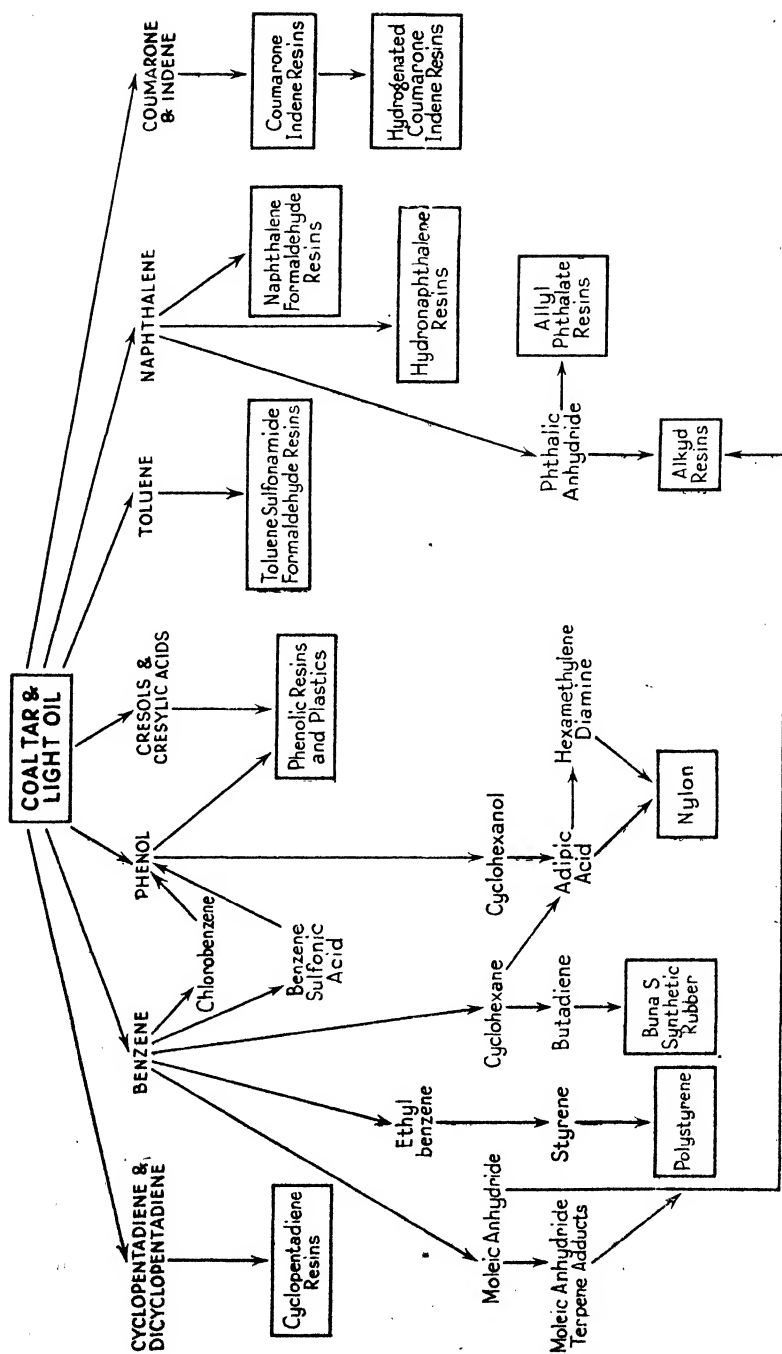 COAL TAR &
LIGHT OIL
CYCLOPENTADIENE &
DICYCLOPENTADIENE
BENZENE
PHENOL
CRESOLS &
CRESYLIC ACIDS
TOLUENE
NAPHTHALENE
COUMARONE
& INDENE
Chlorobenzene
Benzene
Sulfonic
Acid
Cyclopentadiene
Resins
Phenolic Resins
and Plastics
Toluene Sulfonamide
Formaldehyde Resins
Naphthalene
Formaldehyde
Resins
Coumarone
Indene Resins
Hydronaphthalene
Resins
Hydrogenated
Coumarone
Indene Resins
Ethyl
benzene
Moleic Anhydride
Cyclohexane
Cyclohexanol
Moleic Anhydride
Terpene Adducts
Styrene
Butadiene
Adipic
Acid
Hexamethylene
Diamine
Phthalic
Anhydride
Allyl
Phthalate
Resins
Polystyrene
Buna S
Synthetic
Rubber
Nylon
Alkyd
Resins